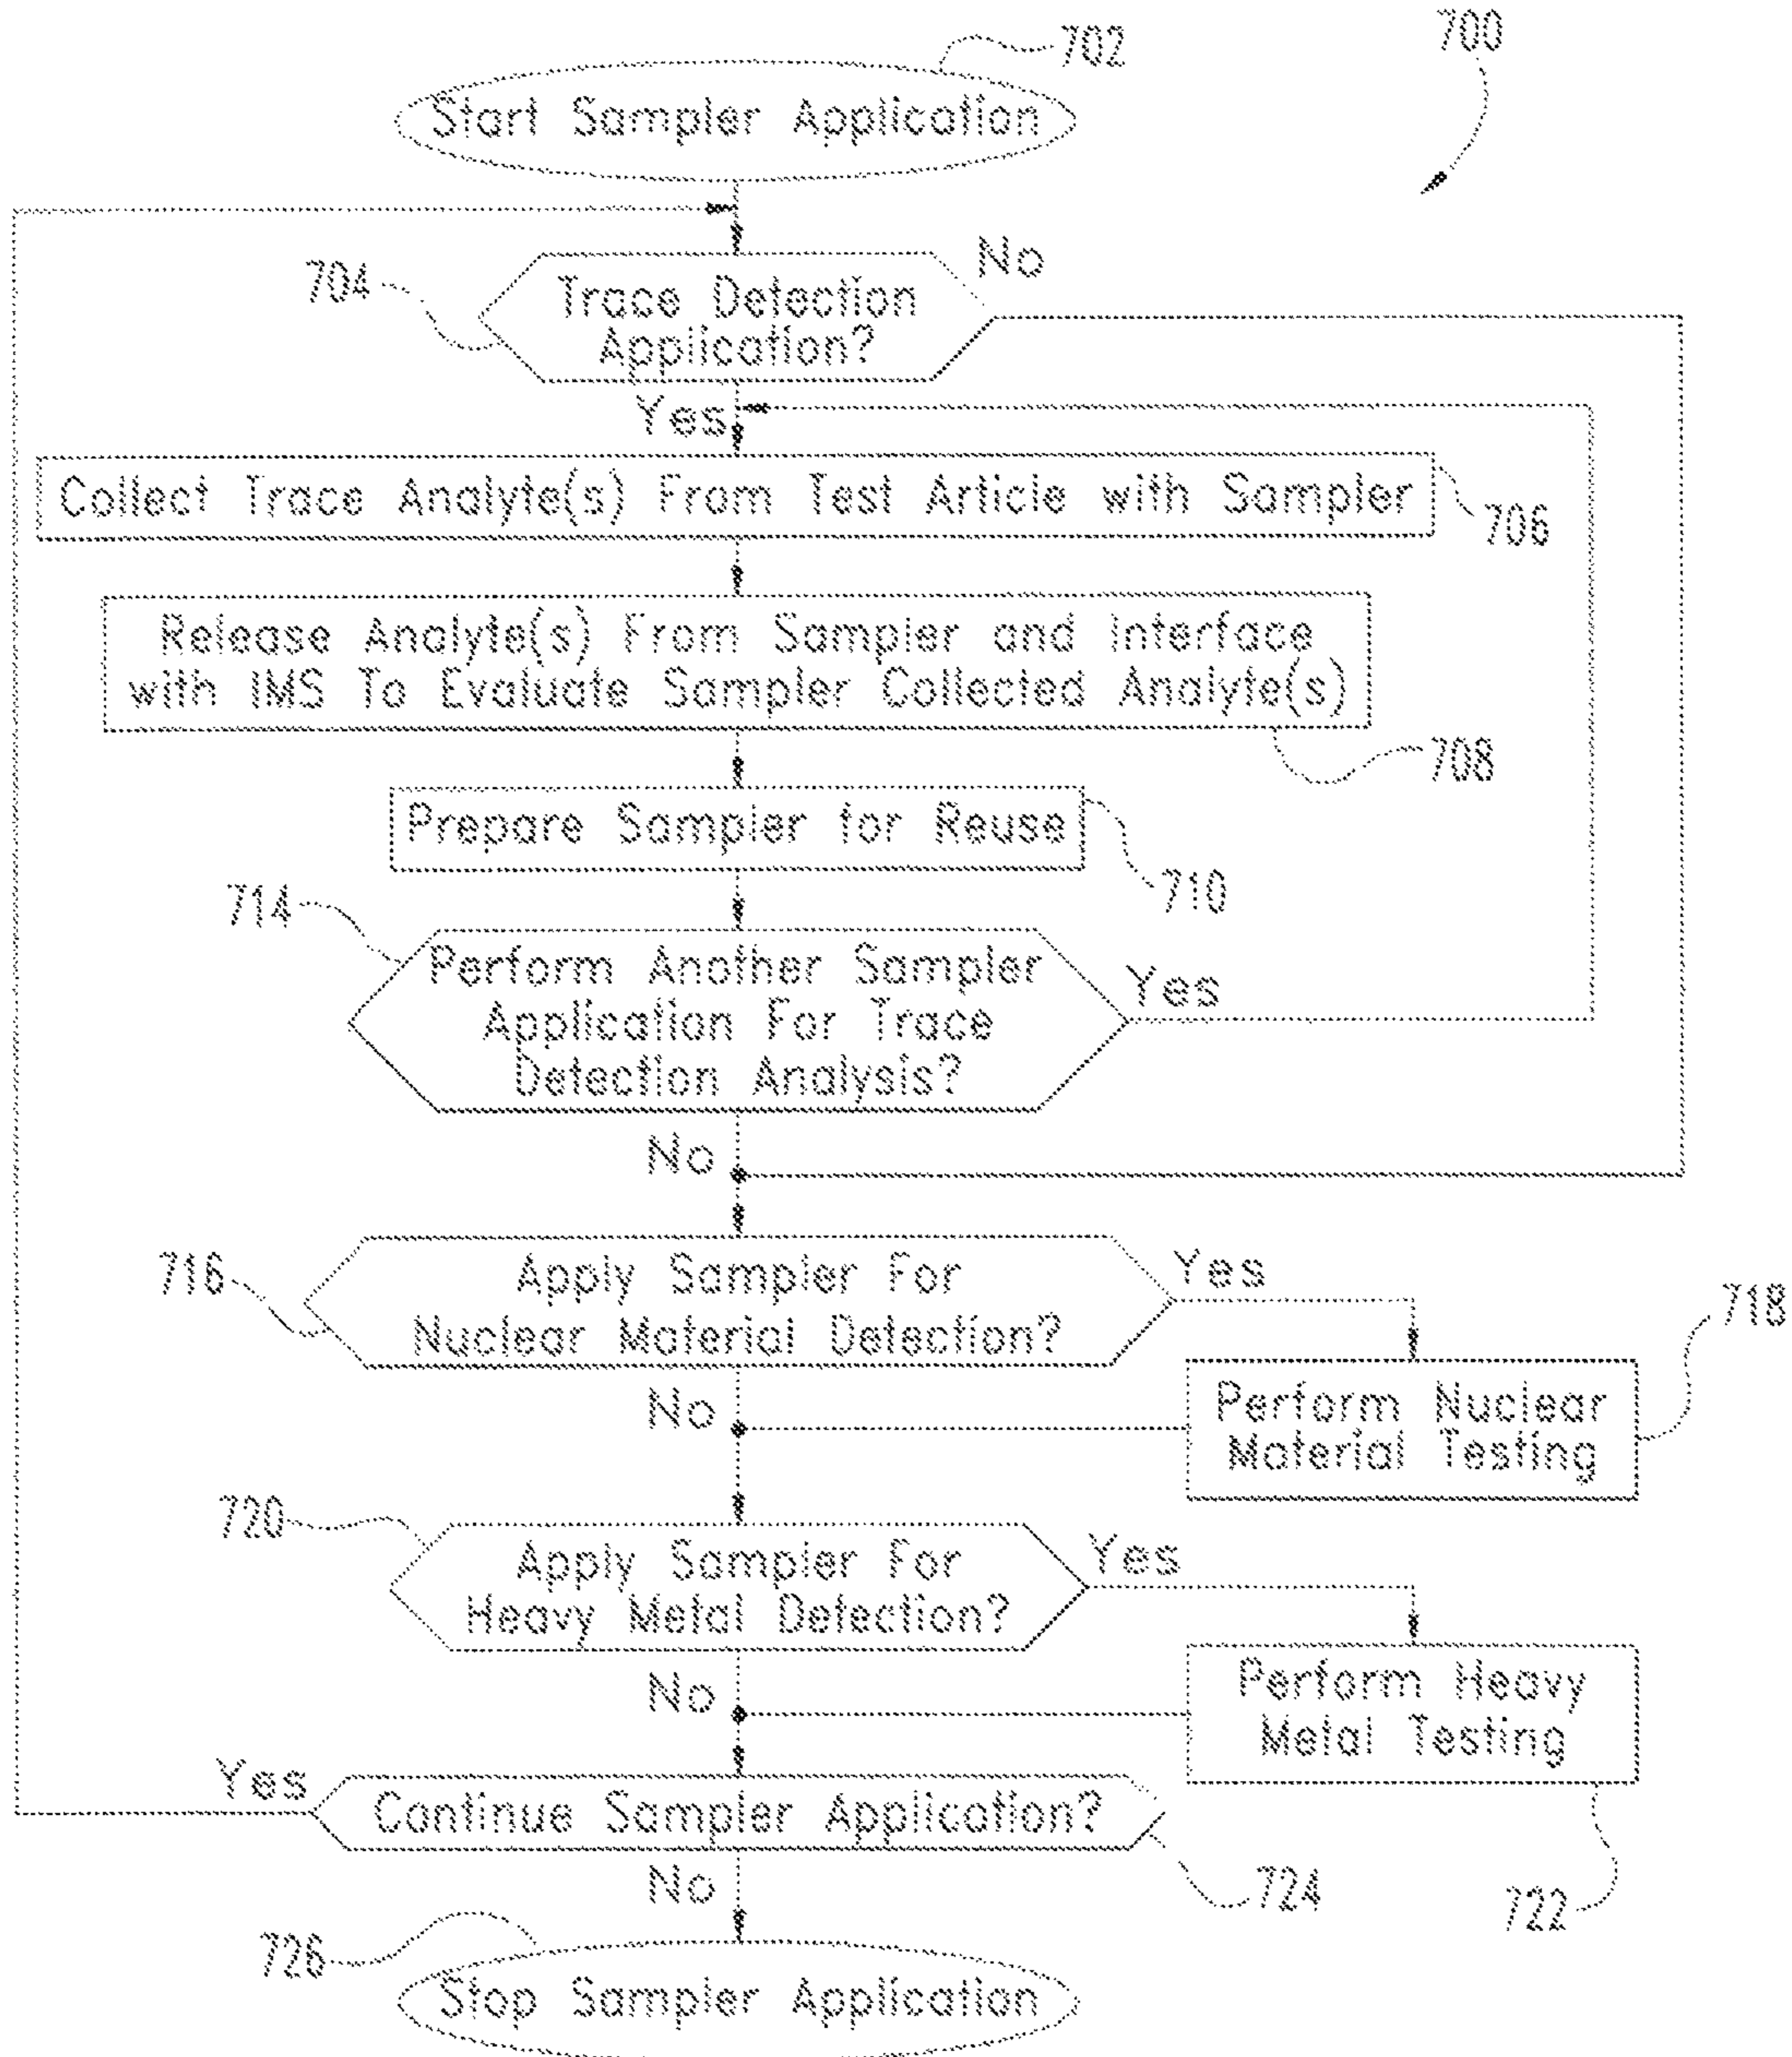 702
700
Start Sampler Application
No
704
Trace Detection
Application?
Yes
Collect Trace Analyte(s) From Test Article with Sampler
706
Release Analyte(s) From Sampler and Interface
with IMS To Evaluate Sampler Collected Analyte(s)
708
Prepare Sampler for Reuse
710
714
Perform Another Sampler
Application For Trace
Detection Analysis?
Yes
No
716
Apply Sampler For
Nuclear Material Detection?
Yes
718
No
Perform Nuclear
Material Testing
720
Apply Sampler For
Heavy Metal Detection?
Yes
No
Perform Heavy
Metal Testing
Yes
Continue Sampler Application?
No
724
722
726
Stop Sampler Application